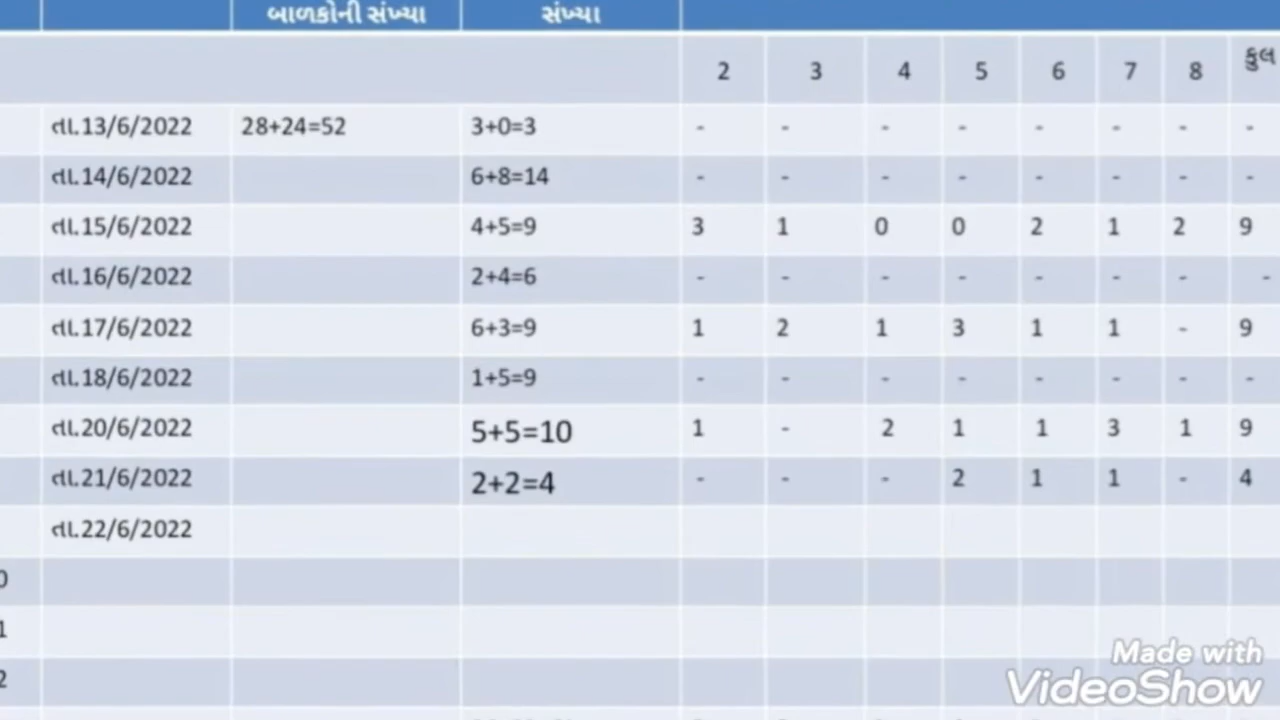 બાળકોની સંખ્યા સંખ્યા
2 3 4 5 6 7 8 કુલ
તા.13/6/2022 28+24=52 3+0=3 - - - - - - - -
તા.14/6/2022 6+8=14 - - - - - - - -
તા.15/6/2022 4+5=9 3 1 0 0 2 1 2 9
તા.16/6/2022 2+4=6 - - - - - - - -
તા.17/6/2022 6+3=9 1 2 1 3 1 1 - 9
તા.18/6/2022 1+5=9 - - - - - - - -
તા.20/6/2022 5+5=10 1 - 2 1 1 3 1 9
તા.21/6/2022 2+2=4 - - - 2 1 1 - 4
તા.22/6/2022
0
1
2
Made with
VideoShow